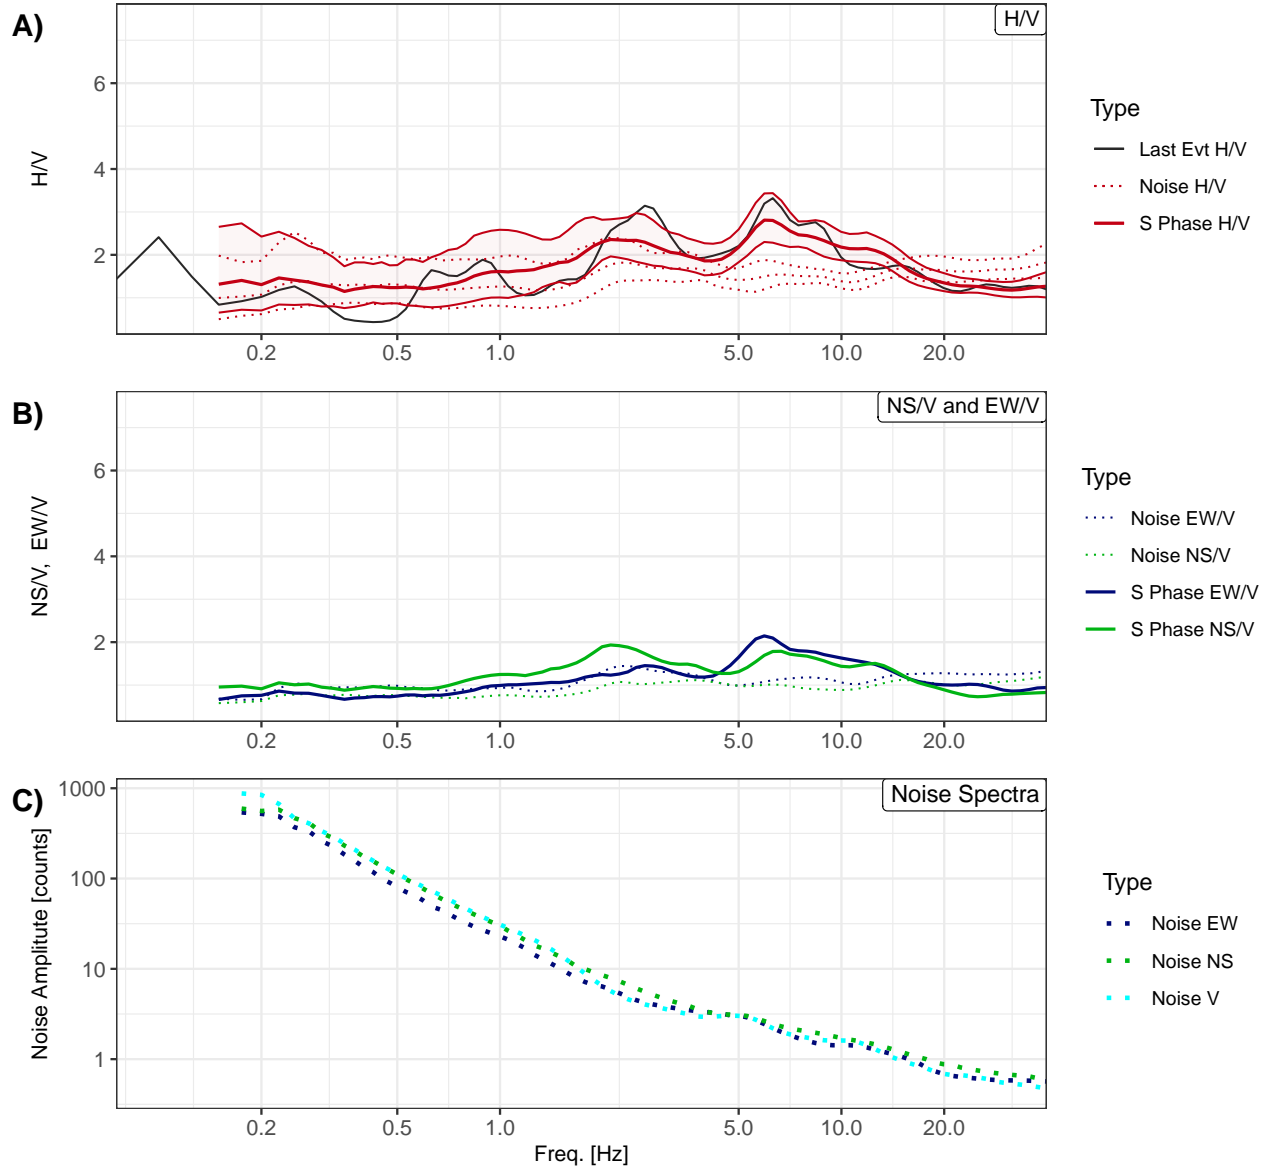 A)
H/V
6
4
2
H/V
0.2 0.5 1.0 5.0 10.0 20.0
Type
Last Evt H/V
Noise H/V
S Phase H/V
B)
NS/V and EW/V
6
4
2
NS/V, EW/V
0.2 0.5 1.0 5.0 10.0 20.0
Type
Noise EW/V
Noise NS/V
S Phase EW/V
S Phase NS/V
C)
Noise Spectra
1000
100
10
1
Noise Amplitute [counts]
0.2 0.5 1.0 5.0 10.0 20.0
Freq. [Hz]
Type
Noise EW
Noise NS
Noise V